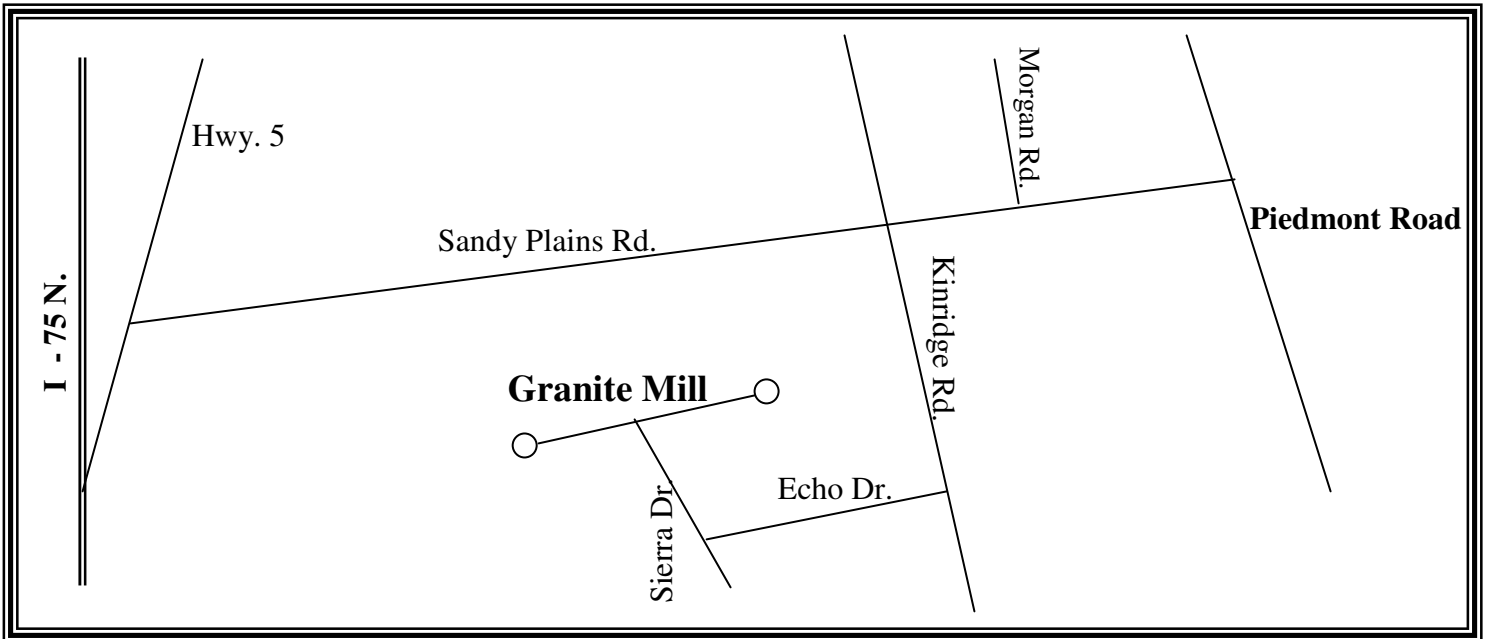 Hwy. 5
Morgan Rd.
Piedmont Road
Sandy Plains Rd.
I - 75 N.
Kinridge Rd.
Granite Mill
Echo Dr.
Sierra Dr.